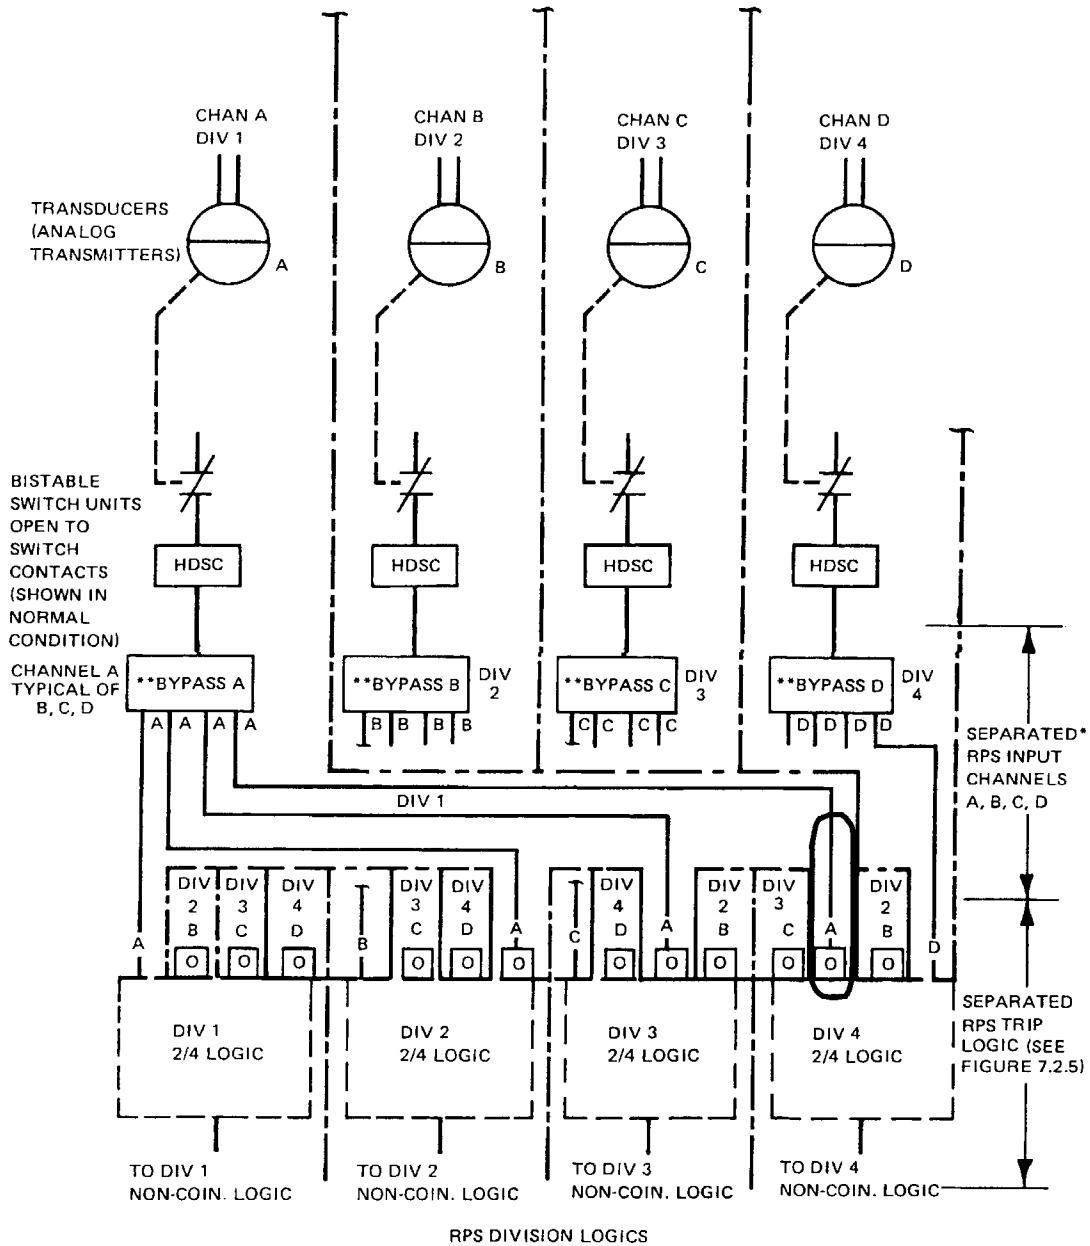 CHAN A
DIV 1
CHAN B
DIV 2
CHAN C
DIV 3
CHAN D
DIV 4
TRANSDUCERS
(ANALOG
TRANSMITTERS)
A
B
C
D
BISTABLE
SWITCH UNITS
OPEN TO
SWITCH
CONTACTS
(SHOWN IN
NORMAL
CONDITION)
HDSC
HDSC
HDSC
HDSC
CHANNEL A
TYPICAL OF
B, C, D
**BYPASS A
**BYPASS B
DIV
2
**BYPASS C
DIV
3
**BYPASS D
DIV
4
A A A A
B B B B
C C C C
D D D D
SEPARATED*
RPS INPUT
CHANNELS
A, B, C, D
DIV 1
A
DIV
2
B
O
DIV
3
C
O
DIV
4
D
O
B
DIV
3
C
O
DIV
4
D
O
A
O
C
DIV
4
D
O
A
O
DIV
2
B
O
DIV
3
C
O
A
O
DIV
2
B
O
D
DIV 1
2/4 LOGIC
DIV 2
2/4 LOGIC
DIV 3
2/4 LOGIC
DIV 4
2/4 LOGIC
SEPARATED
RPS TRIP
LOGIC (SEE
FIGURE 7.2.5)
TO DIV 1
NON-COIN. LOGIC
TO DIV 2
NON-COIN. LOGIC
TO DIV 3
NON-COIN. LOGIC
TO DIV 4
NON-COIN. LOGIC
RPS DIVISION LOGICS